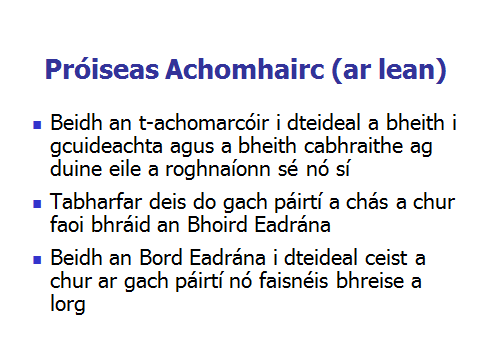 Próiseas Achomhairc (ar lean)
Beidh an t-achomarcóir i dteideal a bheith i
gcuideachta agus a bheith cabhraithe ag
duine eile a roghnaíonn sé nó sí
Tabharfar deis do gach páirtí a chás a chur
faoi bhráid an Bhoird Eadrána
Beidh an Bord Eadrána i dteideal ceist a
chur ar gach páirtí nó faisnéis bhreise a
lorg